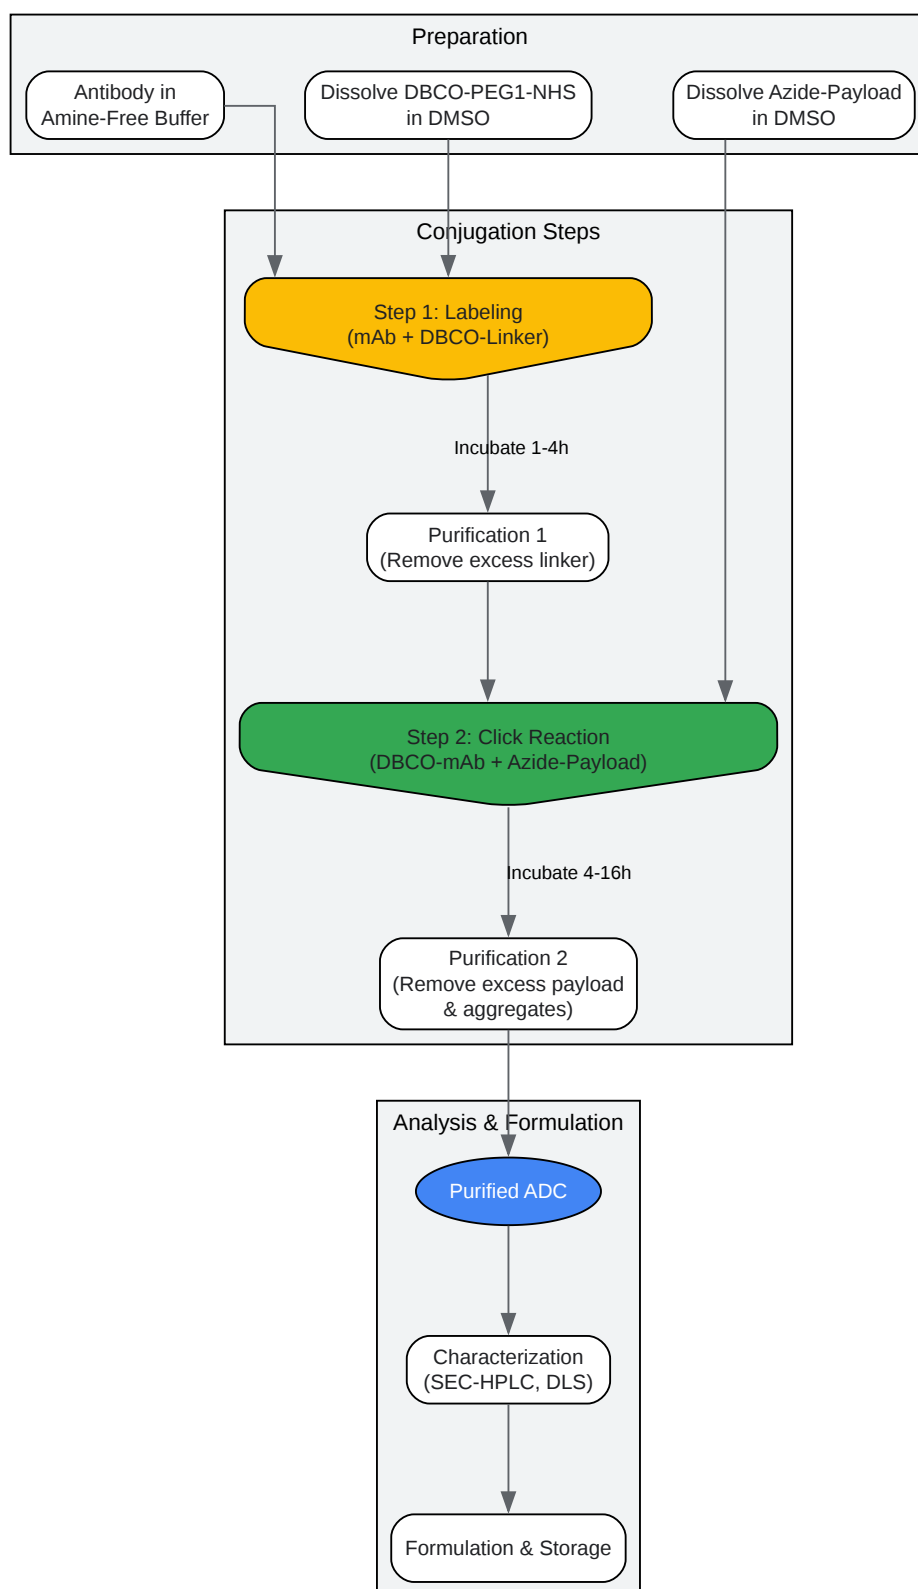 Preparation
Antibody in
Amine-Free Buffer
Dissolve DBCO-PEG1-NHS
in DMSO
Dissolve Azide-Payload
in DMSO
Conjugation Steps
Step 1: Labeling
(mAb + DBCO-Linker)
Incubate 1-4h
Purification 1
(Remove excess linker)
Step 2: Click Reaction
(DBCO-mAb + Azide-Payload)
Incubate 4-16h
Purification 2
(Remove excess payload
& aggregates)
Analysis & Formulation
Purified ADC
Characterization
(SEC-HPLC, DLS)
Formulation & Storage